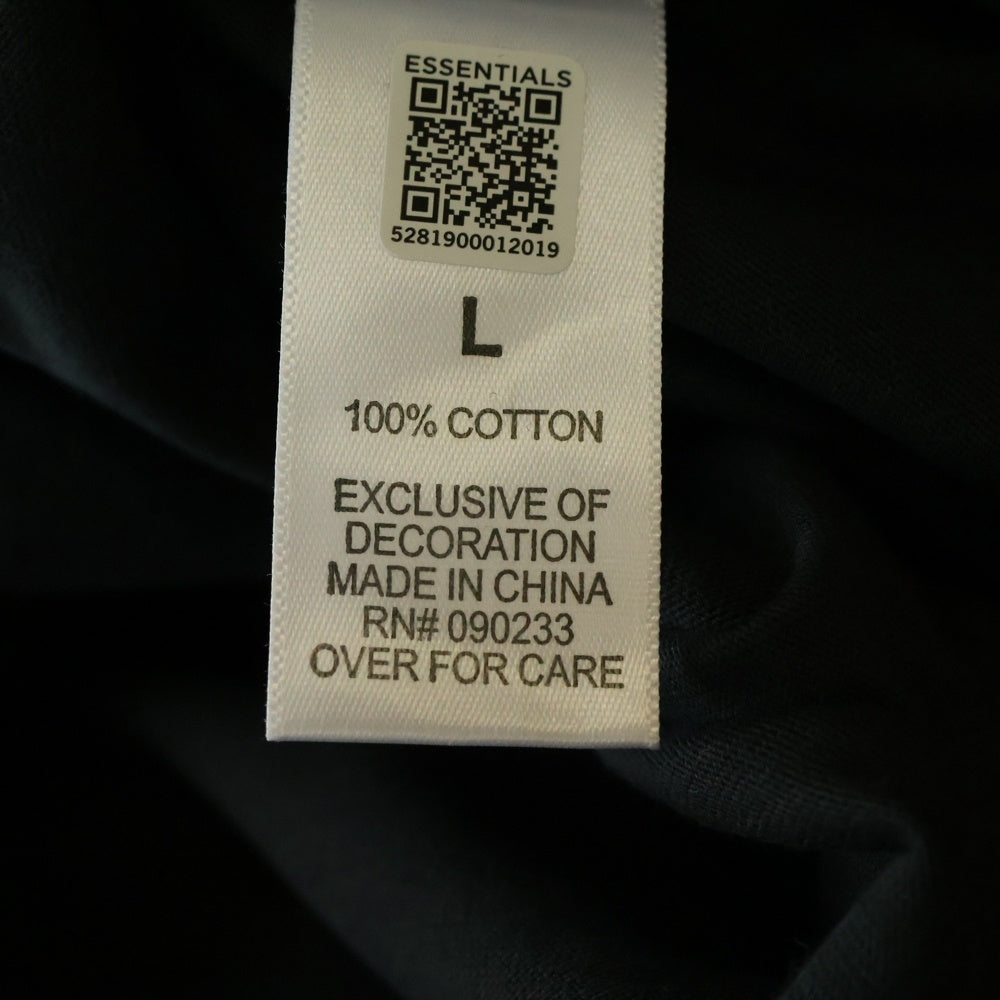 ESSENTIALS
5281900012019
L
100% COTTON
EXCLUSIVE OF
DECORATION
MADE IN CHINA
RN# 090233
OVER FOR CARE